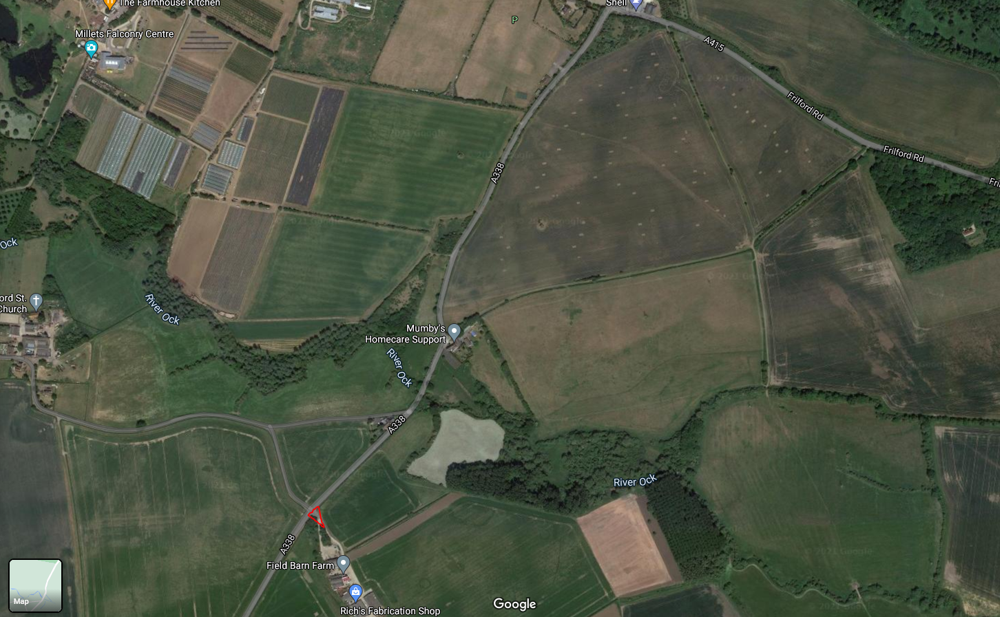 The Farmhouse Kitchen
Shell
P
Millets Falconry Centre
A415
Frilford Rd
Frilford Rd
Fri
A338
Ock
ord St.
Church
River Ock
Mumby's
Homecare Support
River Ock
A338
River Ock
A338
Field Barn Farm
Map
Google
Rich's Fabrication Shop